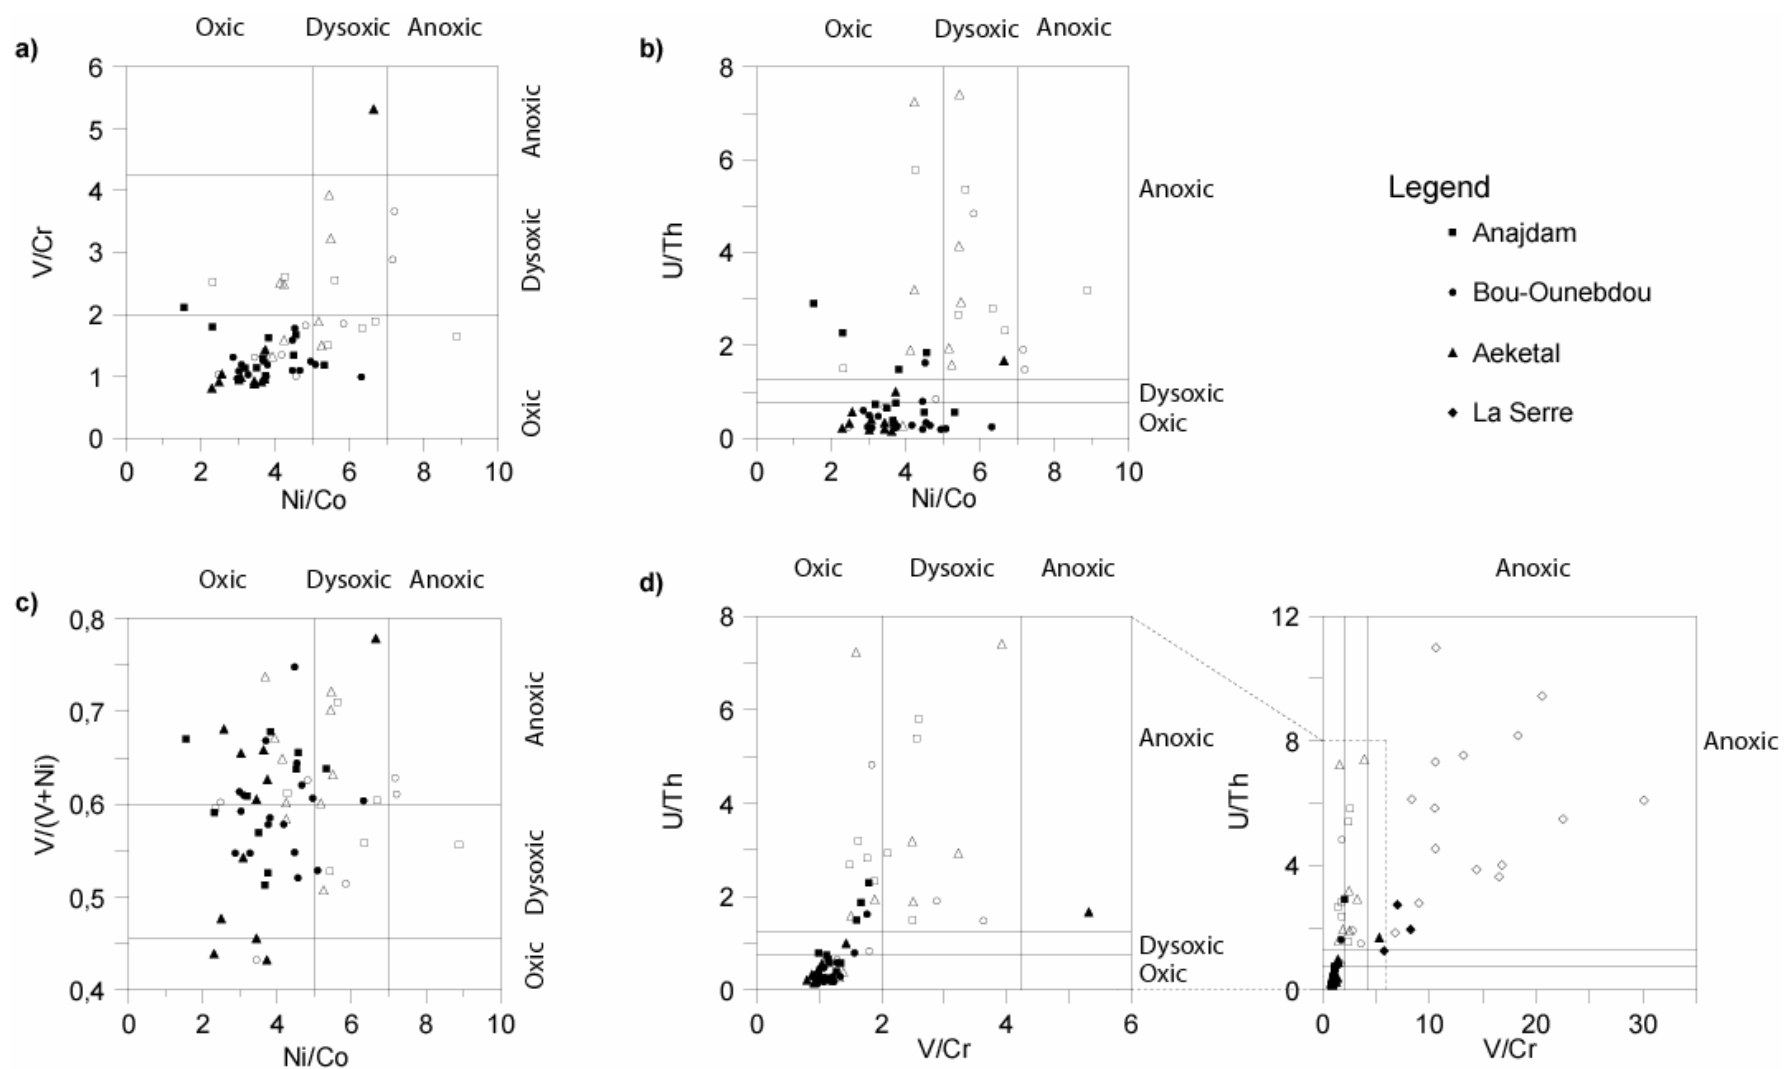 Oxic Dysoxic Anoxic
a)
6
5
4
3
2
1
0
V/Cr
Anoxic
Dysoxic
Oxic
0 2 4 6 8 10
Ni/Co
Oxic Dysoxic Anoxic
b)
8
6
4
2
0
U/Th
Anoxic
Dysoxic
Oxic
0 2 4 6 8 10
Ni/Co
Legend
Anajdam
Bou-Ounebdou
Aeketal
La Serre
Oxic Dysoxic Anoxic
c)
0,8
0,7
0,6
0,5
0,4
V/(V+Ni)
Anoxic
Dysoxic
Oxic
0 2 4 6 8 10
Ni/Co
Oxic Dysoxic Anoxic
d)
8
6
4
2
0
U/Th
Anoxic
Dysoxic
Oxic
0 2 4 6
V/Cr
Anoxic
12
8
4
0
U/Th
Anoxic
0 10 20 30
V/Cr